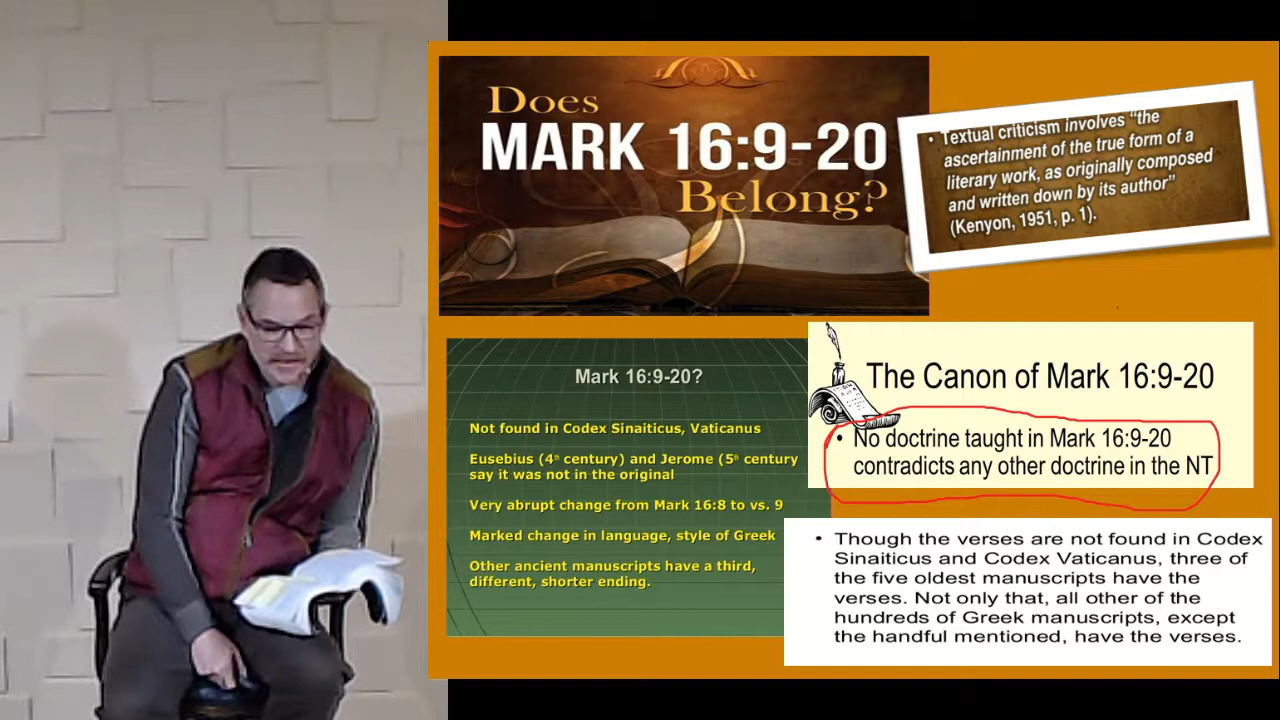 Does
MARK 16:9-20
Belong?
• Textual criticism involves "the
ascertainment of the true form of a
literary work, as originally composed
and written down by its author"
(Kenyon, 1951, p. 1).
Mark 16:9-20?
Not found in Codex Sinaiticus, Vaticanus
Eusebius (4th century) and Jerome (5th century
say it was not in the original
Very abrupt change from Mark 16:8 to vs. 9
Marked change in language, style of Greek
Other ancient manuscripts have a third,
different, shorter ending.
The Canon of Mark 16:9-20
• No doctrine taught in Mark 16:9-20
contradicts any other doctrine in the NT
• Though the verses are not found in Codex
Sinaiticus and Codex Vaticanus, three of
the five oldest manuscripts have the
verses. Not only that, all other of the
hundreds of Greek manuscripts, except
the handful mentioned, have the verses.